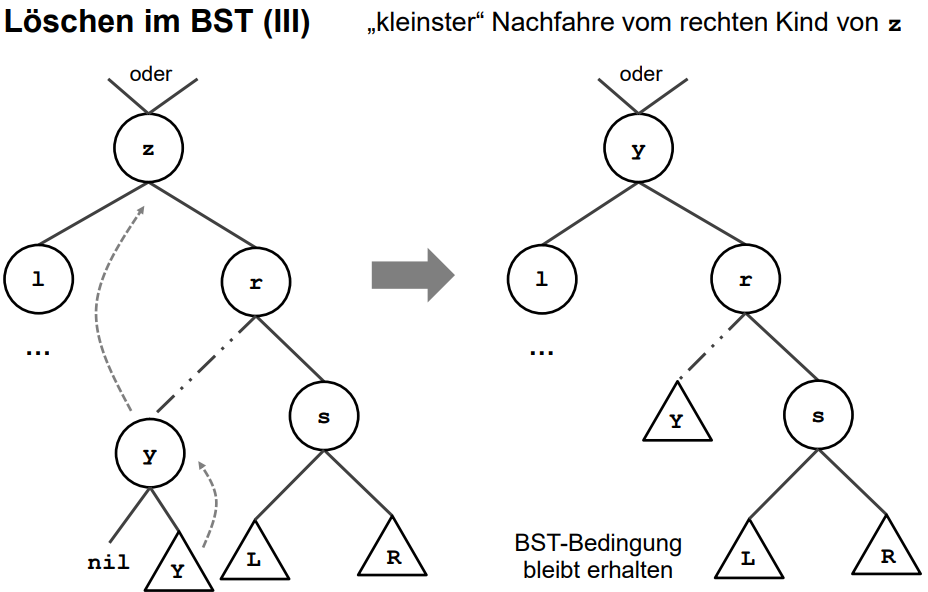 Löschen im BST (III)
„kleinster“ Nachfahre vom rechten Kind von z
oder
z
l
r
...
s
y
nil
Y
L
R
oder
y
l
r
...
Y
s
L
R
BST-Bedingung
bleibt erhalten